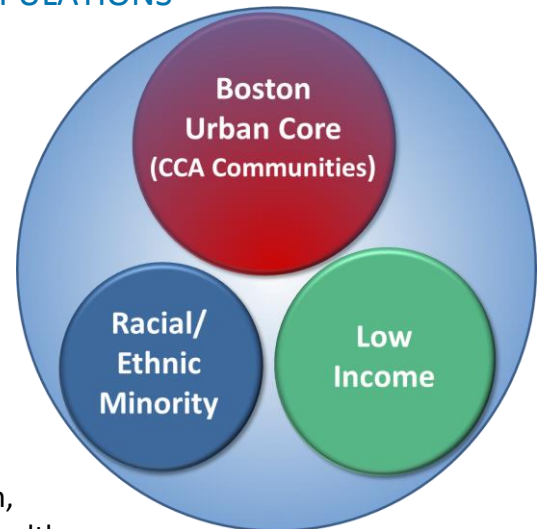 Boston
Urban Core
(CCA Communities)
Racial/
Ethnic
Minority
Low
Income